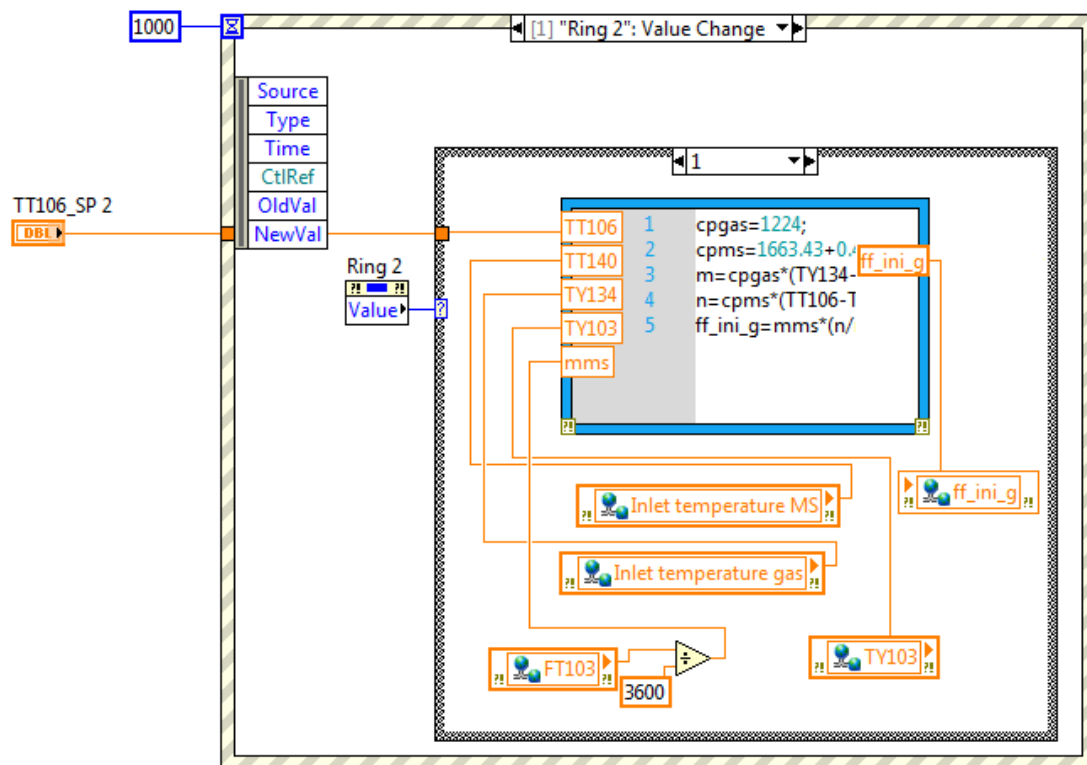 1000
[1] "Ring 2": Value Change
Source
Type
Time
CtlRef
OldVal
NewVal
TT106_SP 2
DBL
Ring 2
Value
?
1
TT106
TT140
TY134
TY103
mms
1 cpgas=1224;
2 cpms=1663.43+0.
3 m=cpgas*(TY134-
4 n=cpms*(TT106-T
5 ff_ini_g=mms*(n/
ff_ini_g
Inlet temperature MS
ff_ini_g
Inlet temperature gas
FT103
÷
3600
TY103